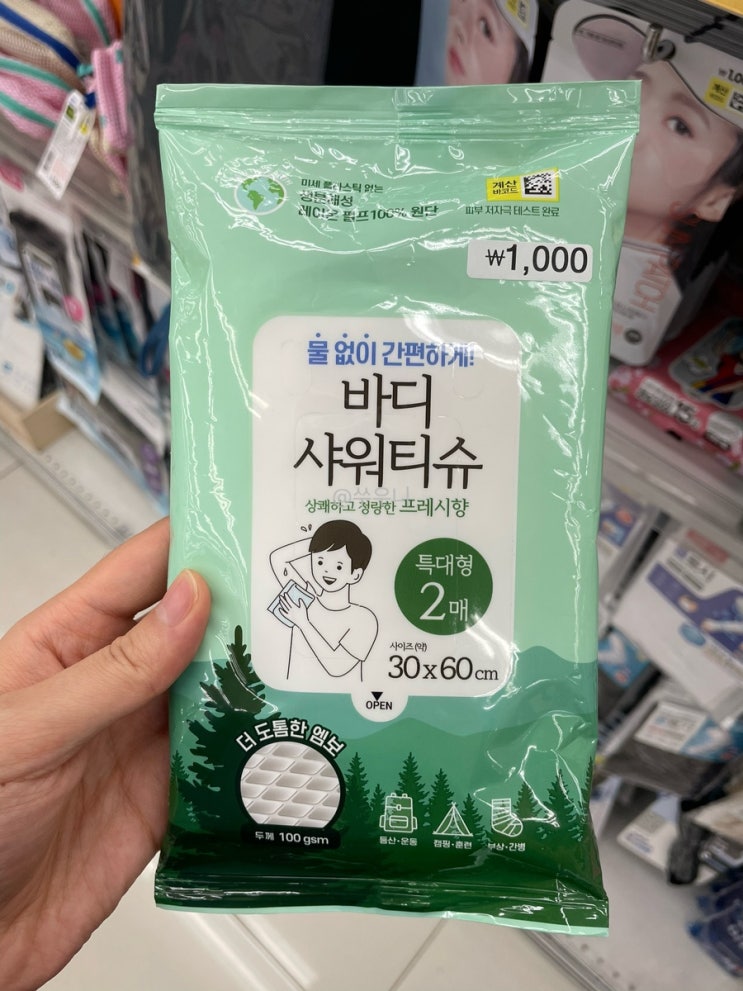 미세 플라스틱 없는
생분해성
레이온 펄프100% 원단
계산
바코드
피부 저자극 테스트 완료
₩1,000
물 없이 간편하게!
바디
샤워티슈
상쾌하고 청량한 프레시향
특대형
2매
사이즈(약)
30x60cm
OPEN
더 도톰한 엠보
두께 100 gsm
등산·운동
캠핑·훈련
부상·간병